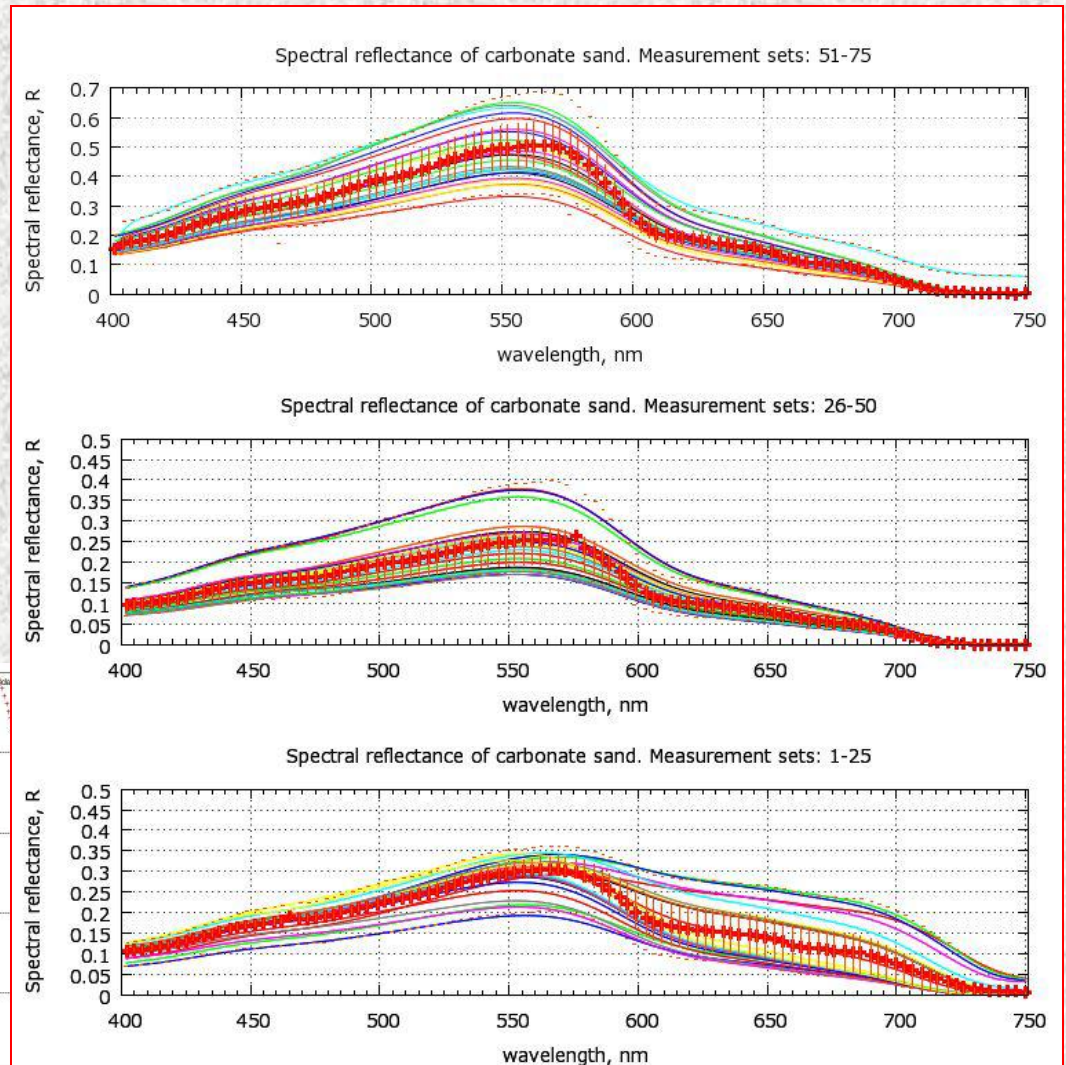 Spectral reflectance of carbonate sand. Measurement sets: 51-75
Spectral reflectance, R
0.7
0.6
0.5
0.4
0.3
0.2
0.1
0
400 450 500 550 600 650 700 750
wavelength, nm
Spectral reflectance of carbonate sand. Measurement sets: 26-50
Spectral reflectance, R
0.5
0.45
0.4
0.35
0.3
0.25
0.2
0.15
0.1
0.05
0
400 450 500 550 600 650 700 750
wavelength, nm
Spectral reflectance of carbonate sand. Measurement sets: 1-25
Spectral reflectance, R
0.5
0.45
0.4
0.35
0.3
0.25
0.2
0.15
0.1
0.05
0
400 450 500 550 600 650 700 750
wavelength, nm